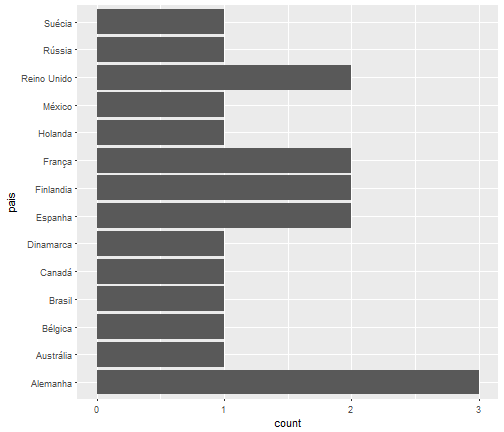 Suécia
Rússia
Reino Unido
México
Holanda
França
Finlandia
Espanha
Dinamarca
Canadá
Brasil
Bélgica
Austrália
Alemanha
pais
0 1 2 3
count